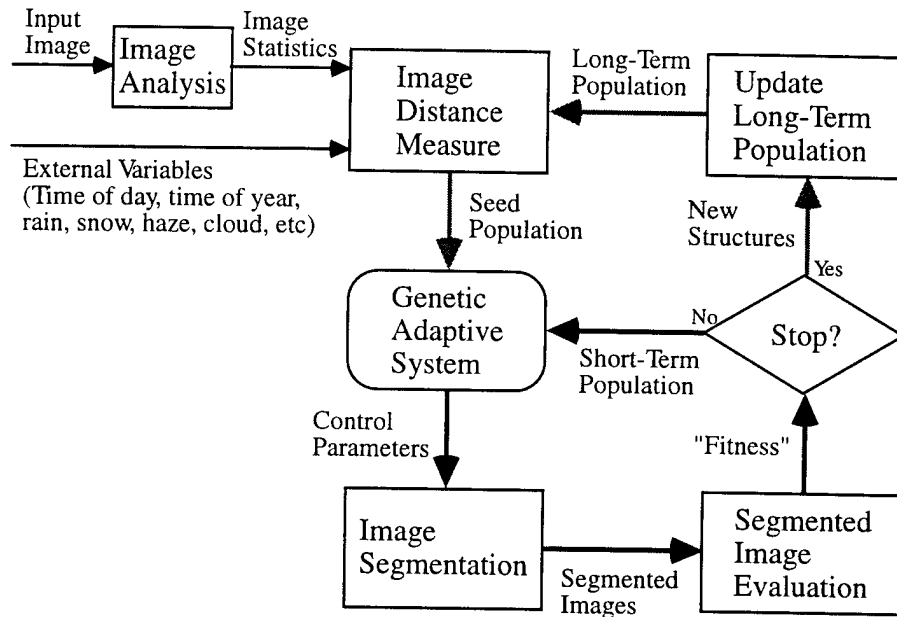 Input
Image
Image
Analysis
Image
Statistics
Image
Distance
Measure
Long-Term
Population
Update
Long-Term
Population
External Variables
(Time of day, time of year,
rain, snow, haze, cloud, etc)
Seed
Population
New
Structures
Yes
Genetic
Adaptive
System
No
Stop?
Short-Term
Population
Control
Parameters
"Fitness"
Image
Segmentation
Segmented
Images
Segmented
Image
Evaluation